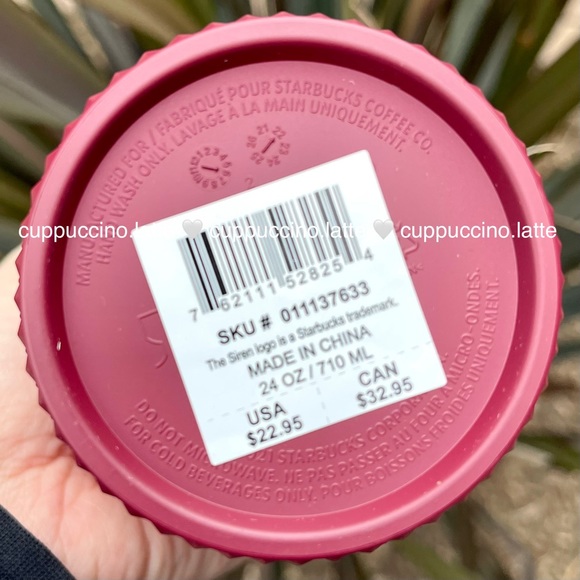 MANUFACTURED FOR / FABRIQUÉ POUR STARBUCKS COFFEE CO.
HAND WASH ONLY. LAVAGE À LA MAIN UNIQUEMENT.
cuppuccino.latte 🤍 cuppuccino.latte 🤍 cuppuccino.latte
7 62111 52825 4
SKU # 011137633
The Siren logo is a Starbucks trademark.
MADE IN CHINA
24 OZ / 710 ML
USA
$22.95
CAN
$32.95
21 STARBUCKS
DO NOT MICROWAVE. NE PAS PASSER AU FOUR À MICRO-ONDES.
FOR COLD BEVERAGES ONLY. POUR BOISSONS FROIDES UNIQUEMENT.